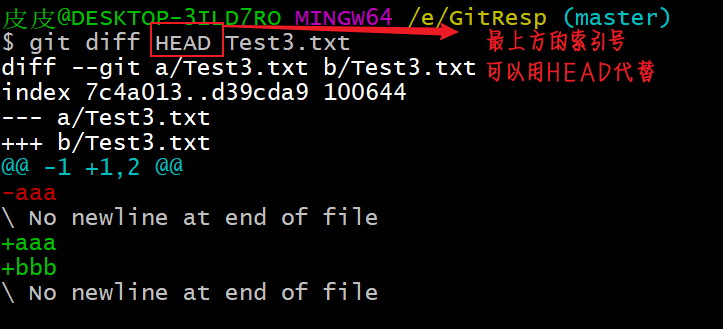 皮皮@DESKTOP-3ILD7RO MINGW64 /e/GitResp (master)
$ git diff HEAD Test3.txt
最上方的索引号
diff --git a/Test3.txt b/Test3.txt
可以用HEAD代替
index 7c4a013..d39cda9 100644
--- a/Test3.txt
+++ b/Test3.txt
@@ -1 +1,2 @@
-aaa
\ No newline at end of file
+aaa
+bbb
\ No newline at end of file